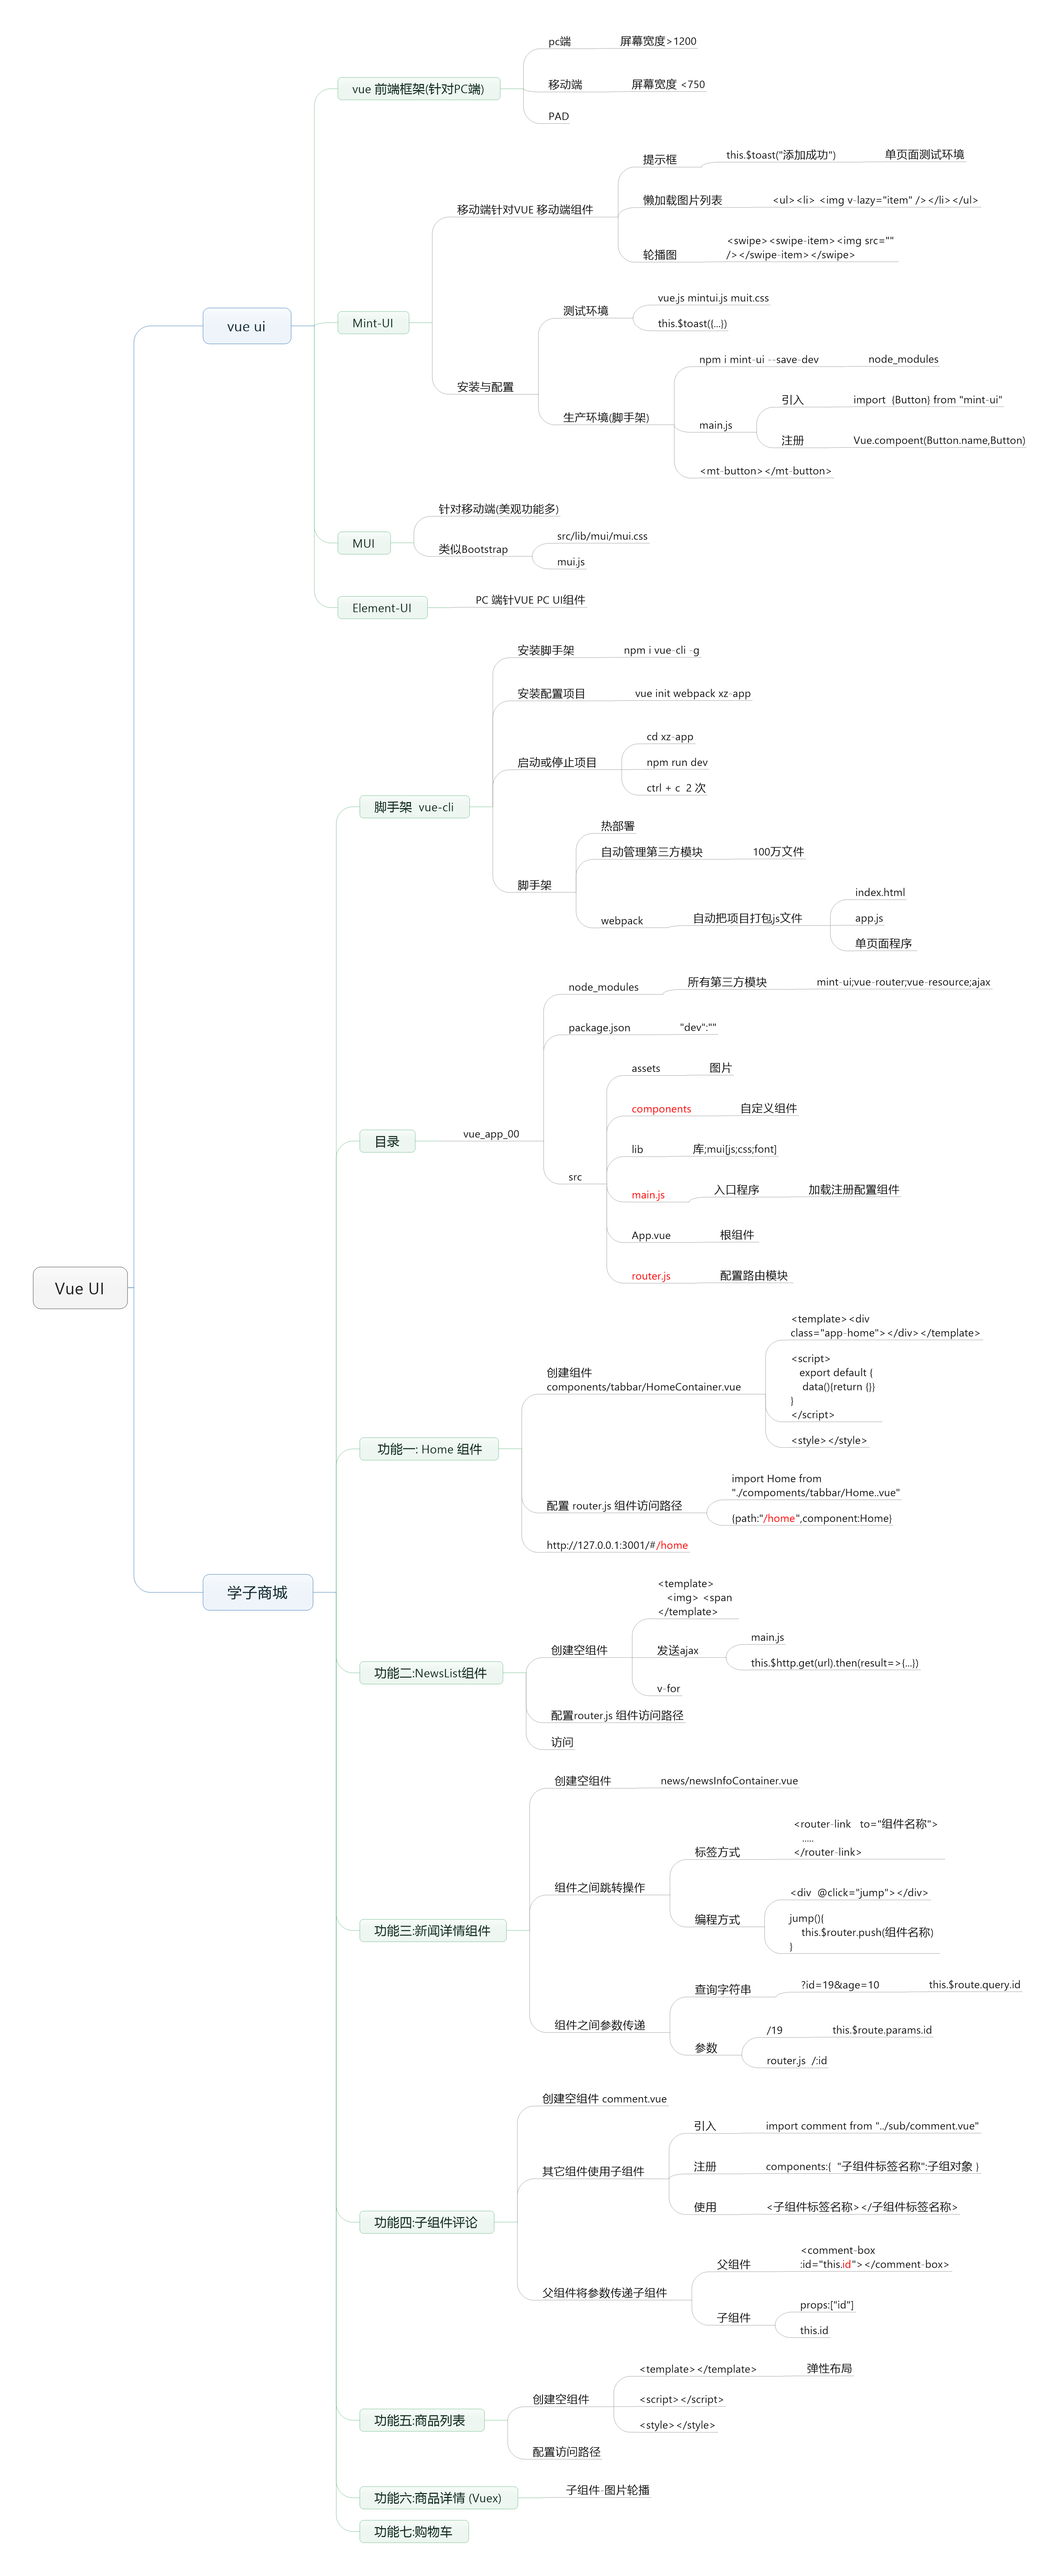 Vue UI
vue ui
vue 前端框架(针对PC端)
pc端
屏幕宽度>1200
移动端
屏幕宽度 <750
PAD
Mint-UI
移动端针对VUE 移动端组件
提示框
this.$toast("添加成功")
单页面测试环境
懒加载图片列表
<ul><li> <img v-lazy="item" /></li></ul>
轮播图
<swipe><swipe-item><img src=""
/></swipe-item></swipe>
安装与配置
测试环境
vue.js mintui.js muit.css
this.$toast({...})
生产环境(脚手架)
npm i mint-ui --save-dev
node_modules
main.js
引入
import {Button} from "mint-ui"
注册
Vue.compoent(Button.name,Button)
<mt-button></mt-button>
MUI
针对移动端(美观功能多)
类似Bootstrap
src/lib/mui/mui.css
mui.js
Element-UI
PC 端针VUE PC UI组件
学子商城
脚手架 vue-cli
安装脚手架
npm i vue-cli -g
安装配置项目
vue init webpack xz-app
启动或停止项目
cd xz-app
npm run dev
ctrl + c 2 次
脚手架
热部署
自动管理第三方模块
100万文件
webpack
自动把项目打包js文件
index.html
app.js
单页面程序
目录
vue_app_00
node_modules
所有第三方模块
mint-ui;vue-router;vue-resource;ajax
package.json
"dev":""
src
assets
图片
components
自定义组件
lib
库;mui[js;css;font]
main.js
入口程序
加载注册配置组件
App.vue
根组件
router.js
配置路由模块
功能一: Home 组件
创建组件
components/tabbar/HomeContainer.vue
<template><div
class="app-home"></div></template>
<script>
export default {
data(){return {}}
}
</script>
<style></style>
配置 router.js 组件访问路径
import Home from
"./compoments/tabbar/Home..vue"
{path:"/home",component:Home}
http://127.0.0.1:3001/#/home
功能二:NewsList组件
创建空组件
<template>
<img> <span
</template>
发送ajax
main.js
this.$http.get(url).then(result=>{...})
v-for
配置router.js 组件访问路径
访问
功能三:新闻详情组件
创建空组件
news/newsInfoContainer.vue
组件之间跳转操作
标签方式
<router-link to="组件名称">
.....
</router-link>
编程方式
<div @click="jump"></div>
jump(){
this.$router.push(组件名称)
}
组件之间参数传递
查询字符串
?id=19&age=10
this.$route.query.id
参数
/19
this.$route.params.id
router.js /:id
功能四:子组件评论
创建空组件 comment.vue
其它组件使用子组件
引入
import comment from "../sub/comment.vue"
注册
components:{ "子组件标签名称":子组对象 }
使用
<子组件标签名称></子组件标签名称>
父组件将参数传递子组件
父组件
<comment-box
:id="this.id"></comment-box>
子组件
props:["id"]
this.id
功能五:商品列表
创建空组件
<template></template>
弹性布局
<script></script>
<style></style>
配置访问路径
功能六:商品详情 (Vuex)
子组件-图片轮播
功能七:购物车